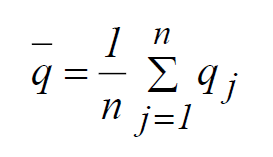 q̄ = 1/n ∑_{j=1}^{n} q_j